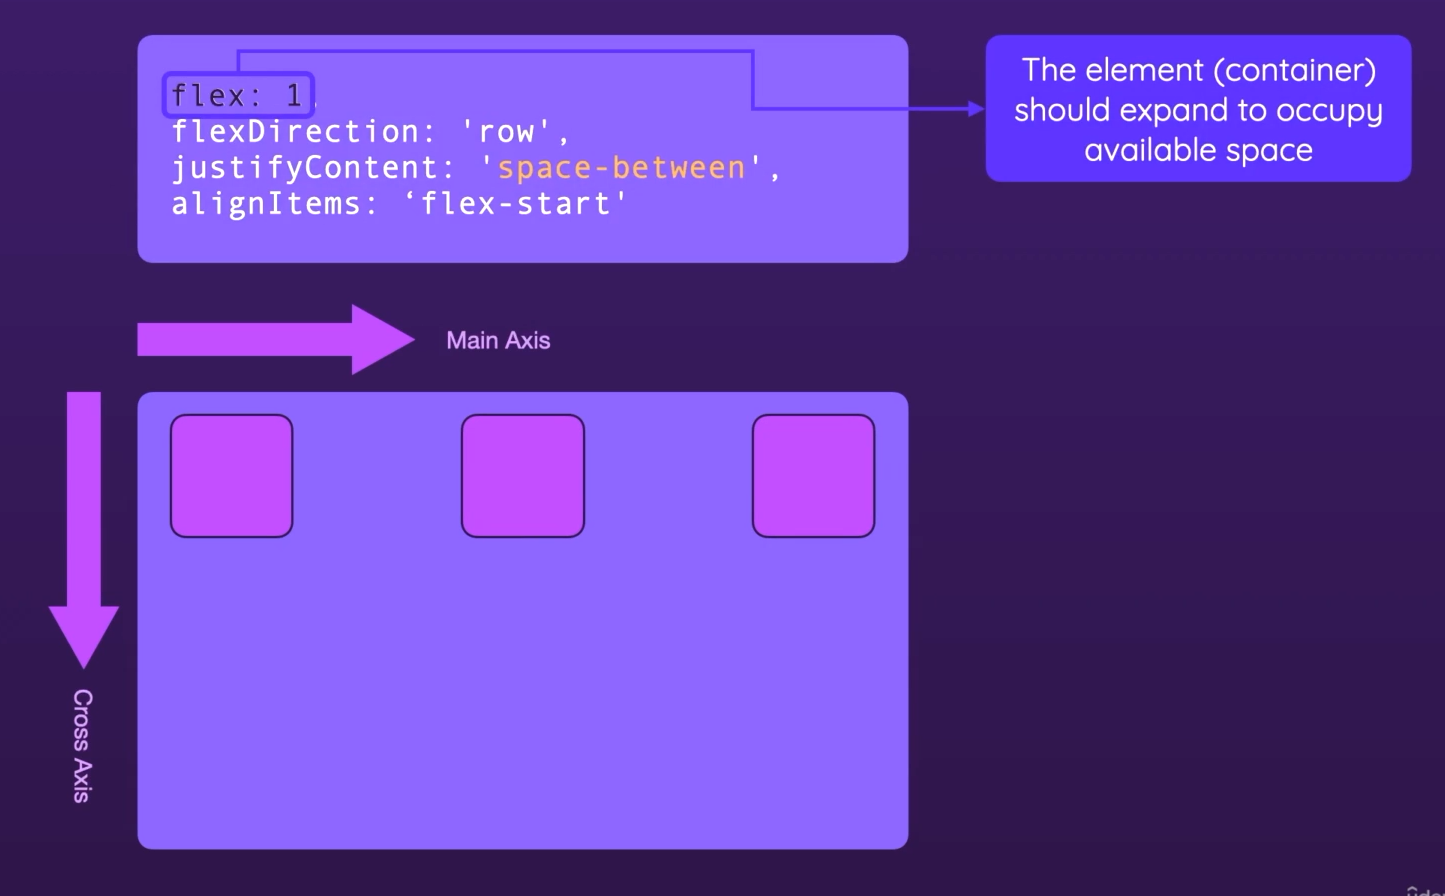 flex: 1,
flexDirection: 'row',
justifyContent: 'space-between',
alignItems: ‘flex-start'
The element (container)
should expand to occupy
available space
Main Axis
Cross Axis